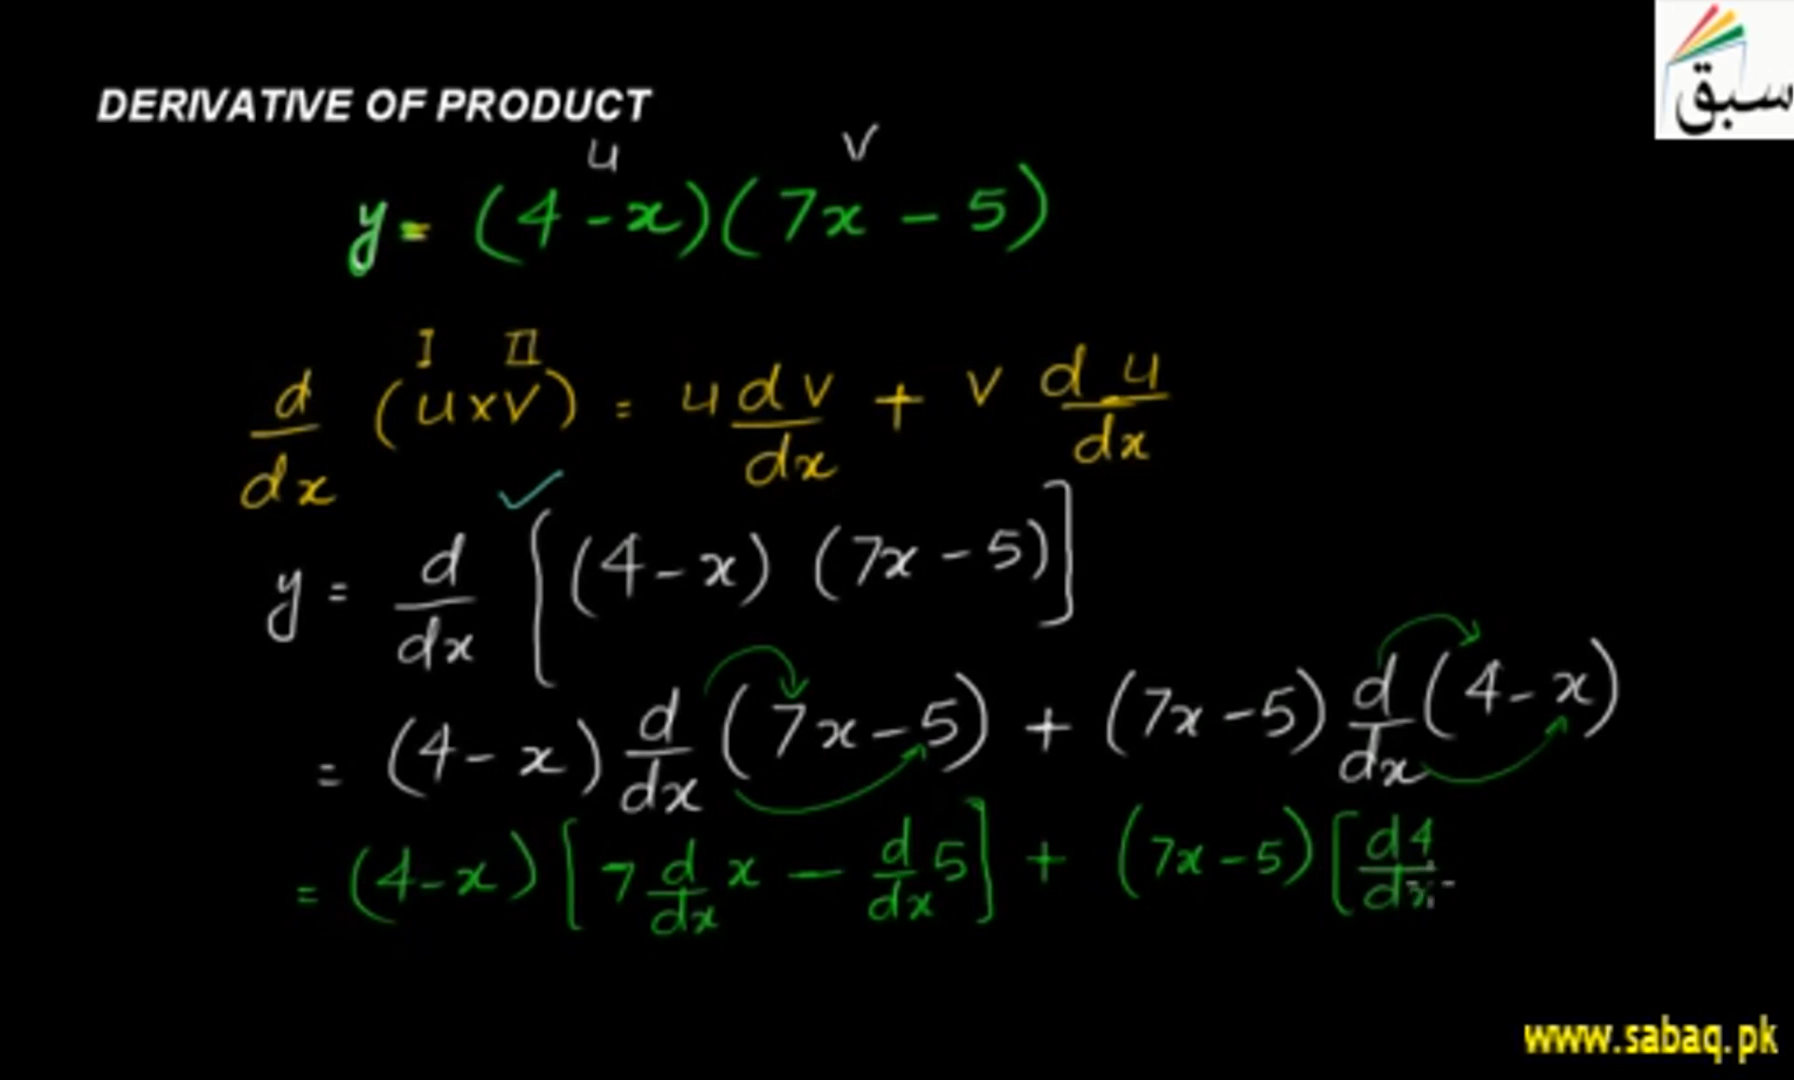 سبق
DERIVATIVE OF PRODUCT
u v
y = (4 - x)(7x - 5)
I II
d/dx (u×v) = u dv/dx + v du/dx
✓
y = d/dx [(4 - x) (7x - 5)]
= (4 - x) d/dx (7x - 5) + (7x - 5) d/dx (4 - x)
= (4 - x) [7 d/dx x - d/dx 5] + (7x - 5) [d4/dx -
www.sabaq.pk